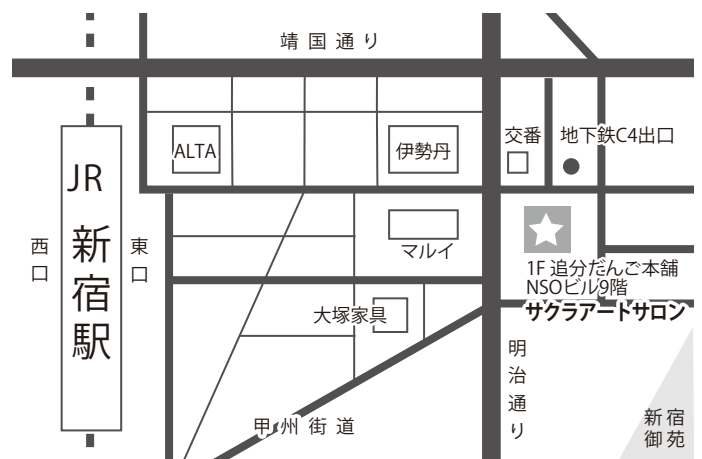 靖国通り
ALTA
伊勢丹
交番
地下鉄C4出口
JR
新宿駅
西口
東口
マルイ
1F 追分だんご本舗
NSOビル9階
サクラアートサロン
大塚家具
明治通り
甲州街道
新宿
御苑